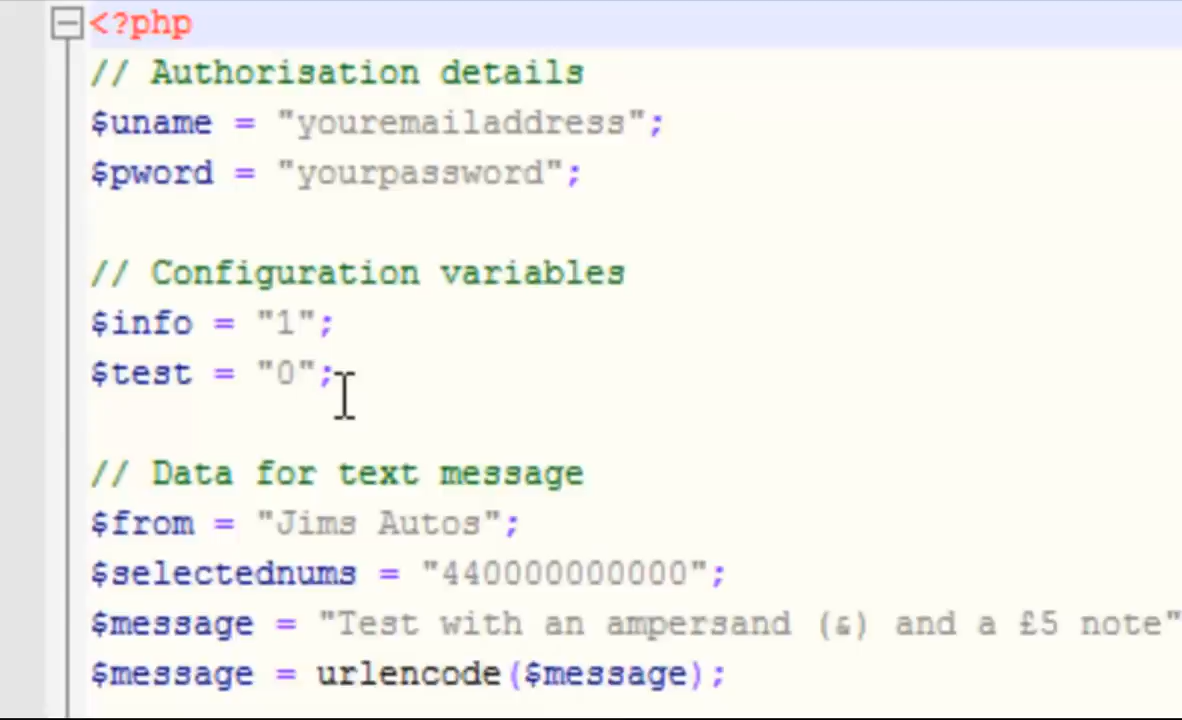 <?php
// Authorisation details
$uname = "youremailaddress";
$pword = "yourpassword";
// Configuration variables
$info = "1";
$test = "0";
// Data for text message
$from = "Jims Autos";
$selectednums = "440000000000";
$message = "Test with an ampersand (&) and a £5 note"
$message = urlencode($message);